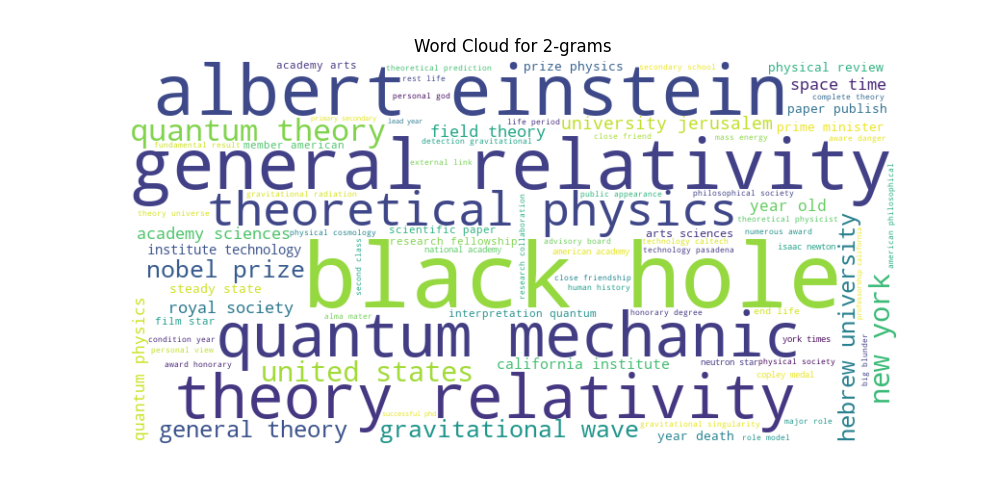 Word Cloud for 2-grams
academy arts
theoretical prediction
prize physics
secondary school
physical review
albert einstein
rest life
personal god
space time
complete theory
paper publish
primary secondary
lead year
life period
quantum theory
field theory
university jerusalem
prime minister
fundamental result
member american
detection gravitational
close friend
mass energy
aware danger
general relativity
external link
gravitational radiation
public appearance
philosophical society
american philosophical
theory universe
theoretical physics
year old
theoretical physicist
academy sciences
physical cosmology
scientific paper
research collaboration
arts sciences
numerous award
institute technology
second class
research fellowship
advisory board
technology caltech
isaac newton
national academy
american academy
technology pasadena
hebrew university
nobel prize
black hole
close friendship
human history
steady state
royal society
alma mater
interpretation quantum
honorary degree
end life
new york
quantum physics
film star
quantum mechanic
condition year
personal view
york times
award honorary
united states
california institute
neutron star
physical society
big blunder
copley medal
theory relativity
successful phd
general theory
gravitational wave
gravitational singularity
major role
year death
role model